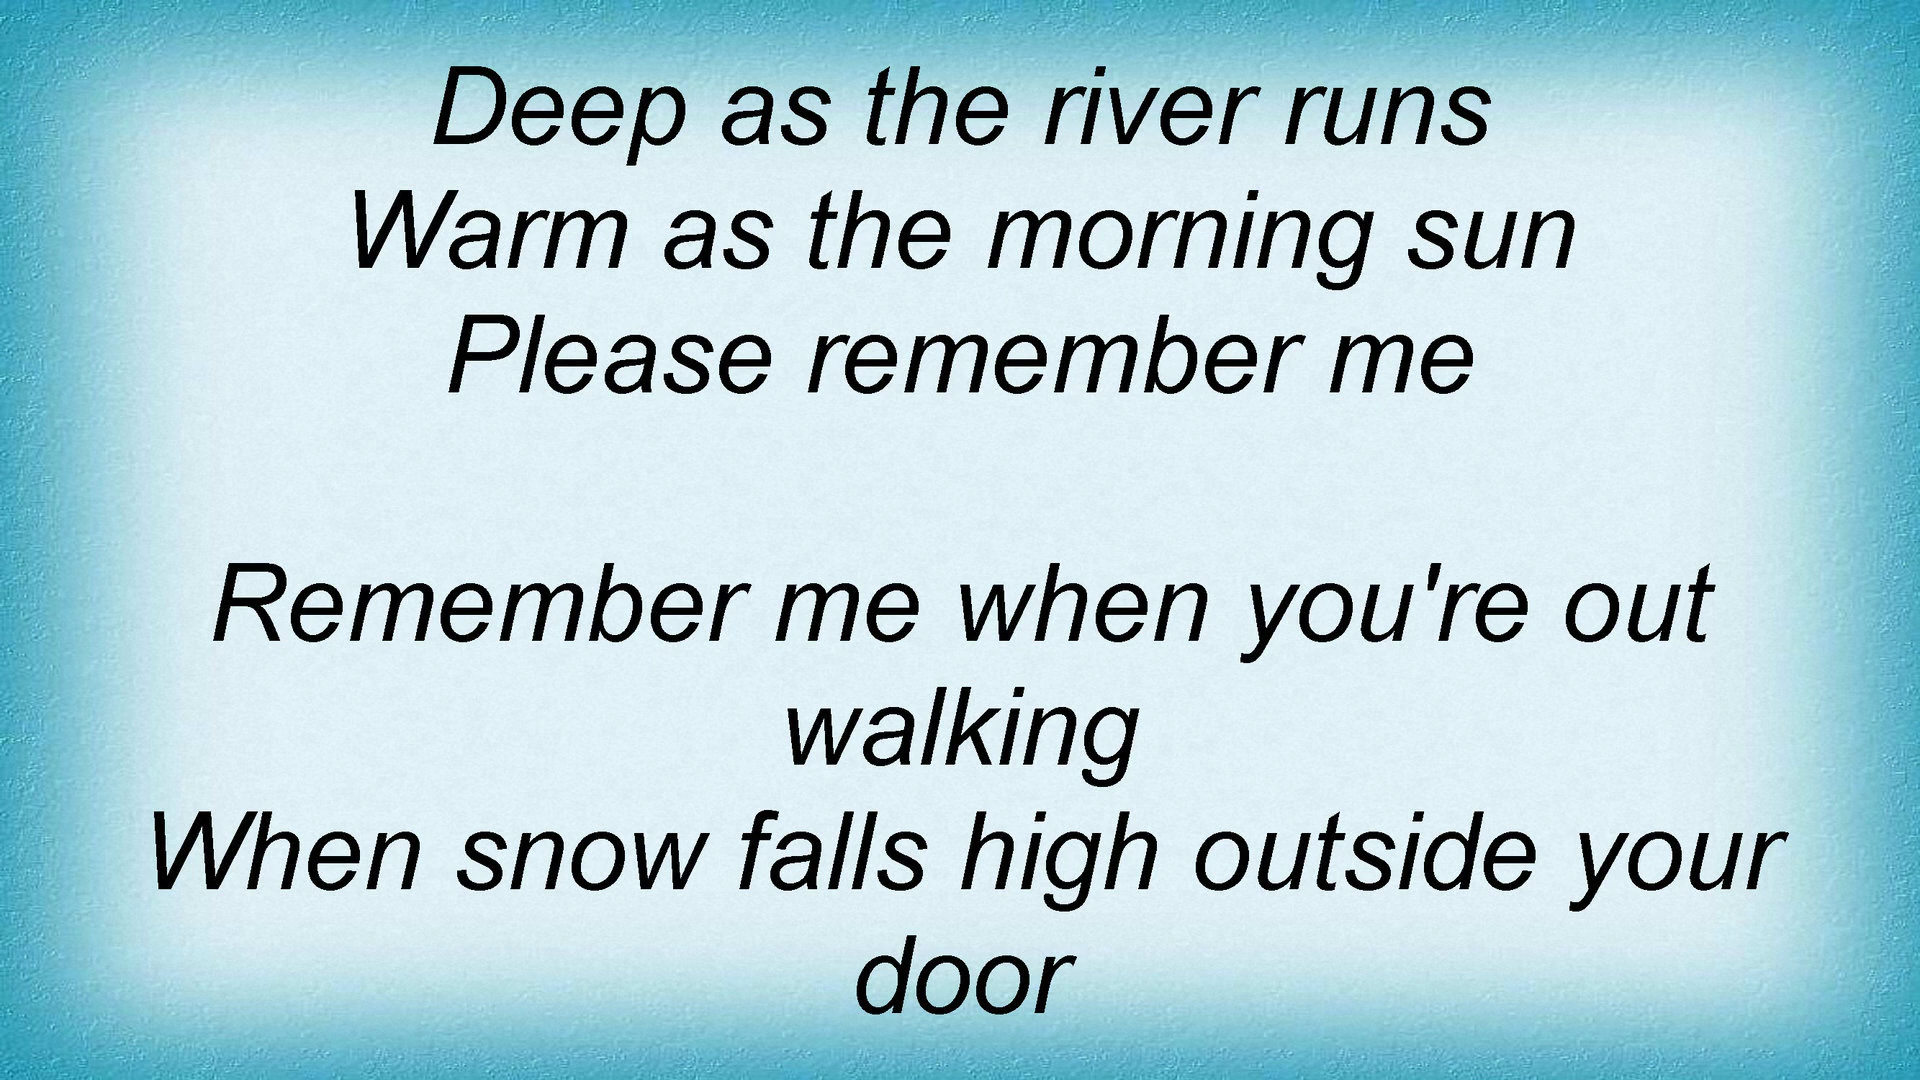 Deep as the river runs
Warm as the morning sun
Please remember me
Remember me when you're out
walking
When snow falls high outside your
door